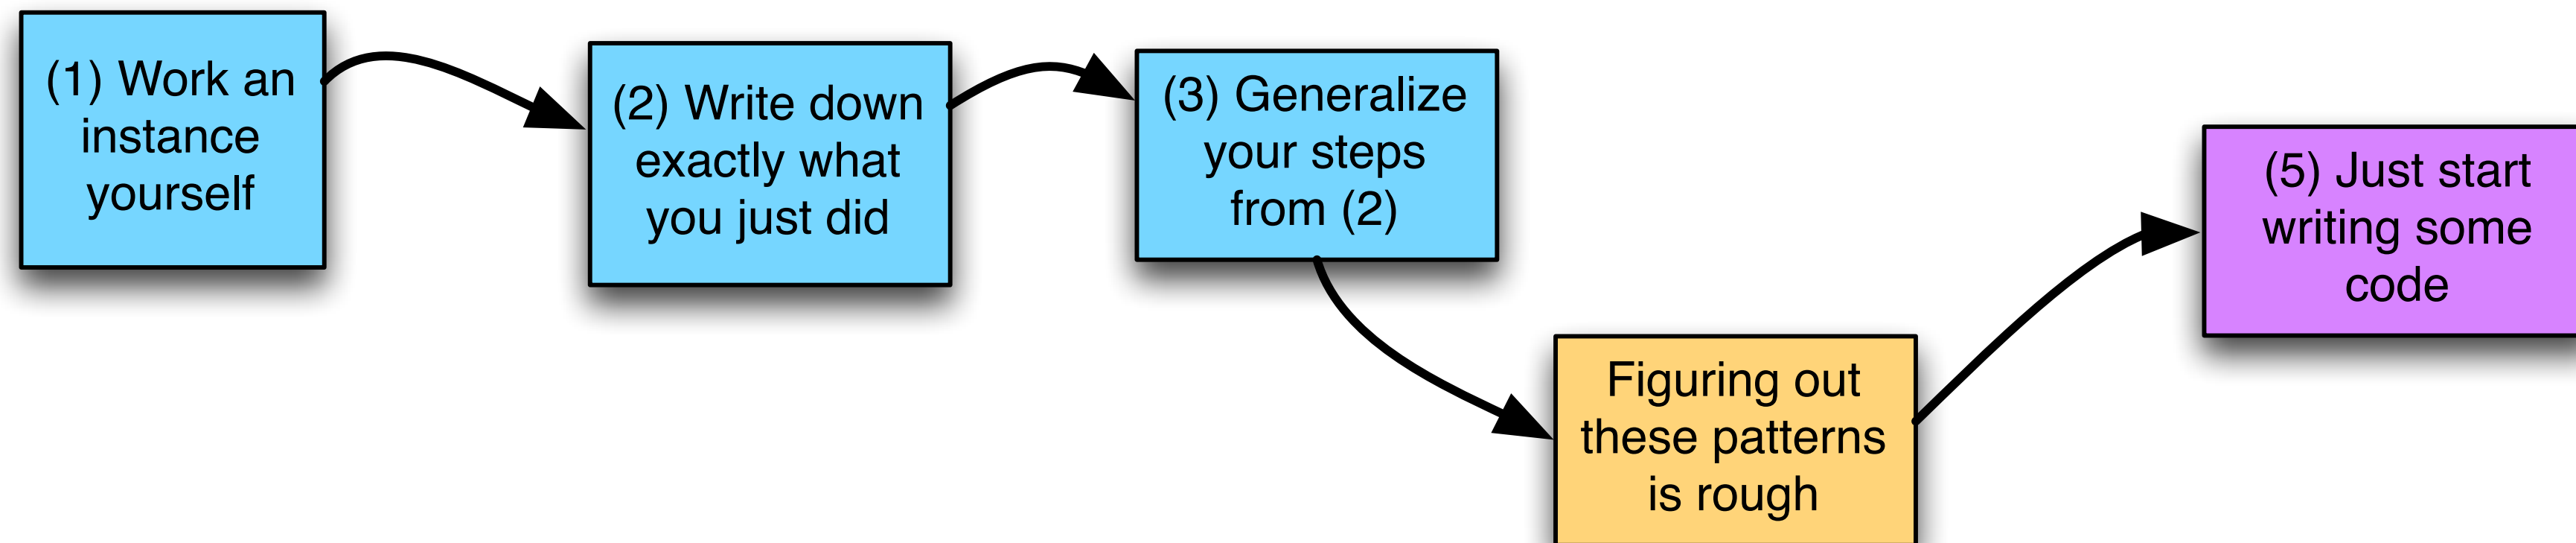 (1) Work an
instance
yourself
(2) Write down
exactly what
you just did
(3) Generalize
your steps
from (2)
Figuring out
these patterns
is rough
(5) Just start
writing some
code